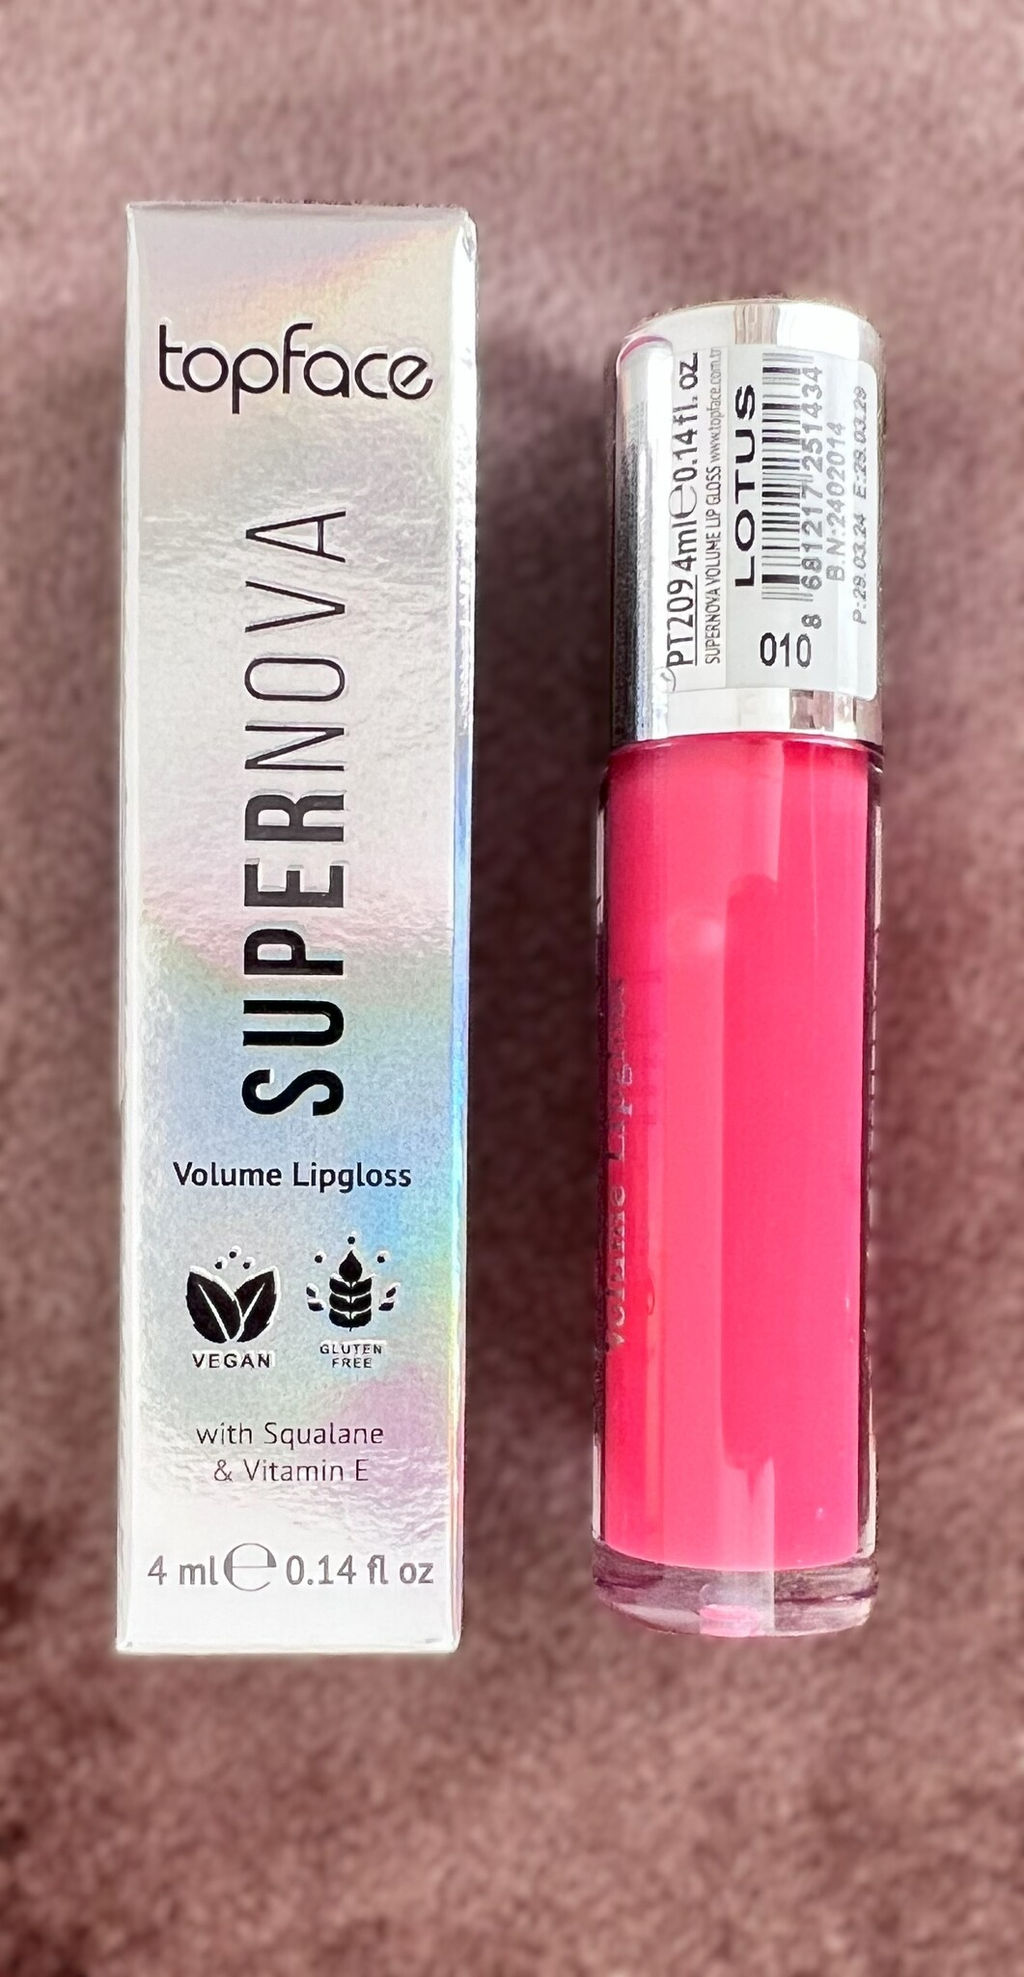 topface
SUPERNOVA
Volume Lipgloss
VEGAN
GLUTEN
FREE
with Squalane
& Vitamin E
4 ml e 0.14 fl oz
PT209 4ml e 0.14 fl. oz.
SUPERNOVA VOLUME LIP GLOSS www.topface.com.tr
LOTUS
010
8 681217 251434
B.N:2402014
P:29.03.24 E:29.03.29
Volume Lipgloss